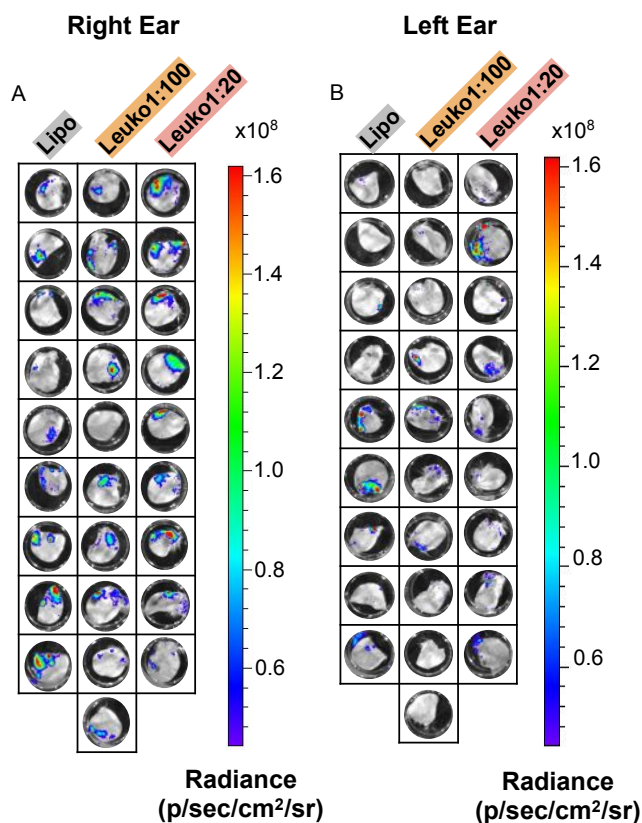 Right Ear
Left Ear
A
Lipo
Leuko1:100
Leuko1:20
x10⁸
1.6
1.4
1.2
1.0
0.8
0.6
Radiance
(p/sec/cm²/sr)
B
Lipo
Leuko1:100
Leuko1:20
x10⁸
1.6
1.4
1.2
1.0
0.8
0.6
Radiance
(p/sec/cm²/sr)